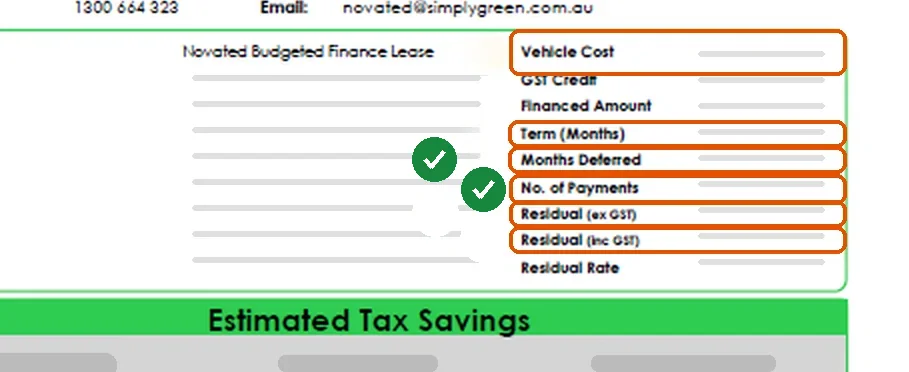 1300 664 323 Email: novated@simplygreen.com.au
Novated Budgeted Finance Lease Vehicle Cost
GST Credit
Financed Amount
Term (Months)
Months Deferred
No. of Payments
Residual (ex GST)
Residual (inc GST)
Residual Rate
Estimated Tax Savings